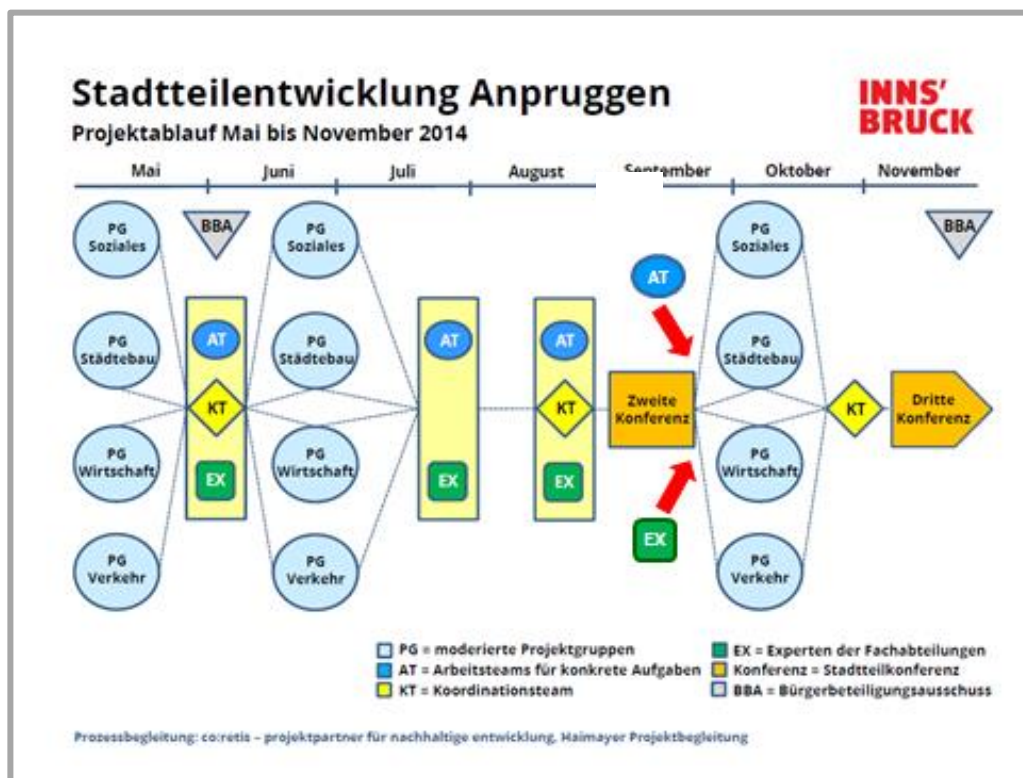 Stadtteilentwicklung Anpruggen
Projektablauf Mai bis November 2014
INNS'
BRUCK
Mai Juni Juli August September Oktober November
PG
Soziales
BBA
PG
Soziales
PG
Soziales
BBA
AT
PG
Städtebau
AT
PG
Städtebau
AT
AT
PG
Städtebau
KT
KT
Zweite
Konferenz
KT
Dritte
Konferenz
PG
Wirtschaft
EX
PG
Wirtschaft
EX
EX
PG
Wirtschaft
EX
PG
Verkehr
PG
Verkehr
PG
Verkehr
PG = moderierte Projektgruppen
AT = Arbeitsteams für konkrete Aufgaben
KT = Koordinationsteam
EX = Experten der Fachabteilungen
Konferenz = Stadtteilkonferenz
BBA = Bürgerbeteiligungsausschuss
Prozessbegleitung: co:retis – projektpartner für nachhaltige entwicklung, Haimayer Projektbegleitung